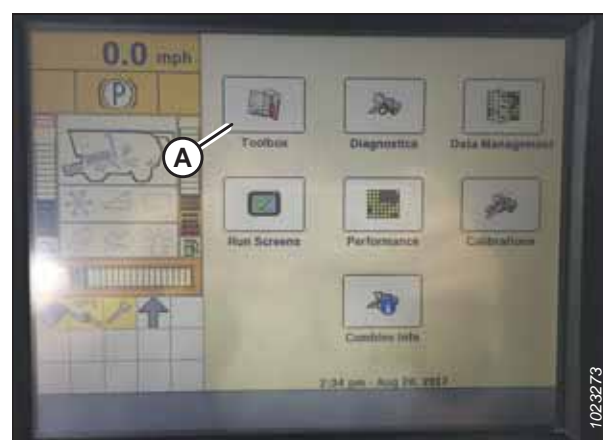 0.0 mph
(P)
A
Toolbox
Diagnostics
Data Management
Run Screens
Performance
Calibrations
Combine Info
2:34 pm - Aug 29, 2017
1023273